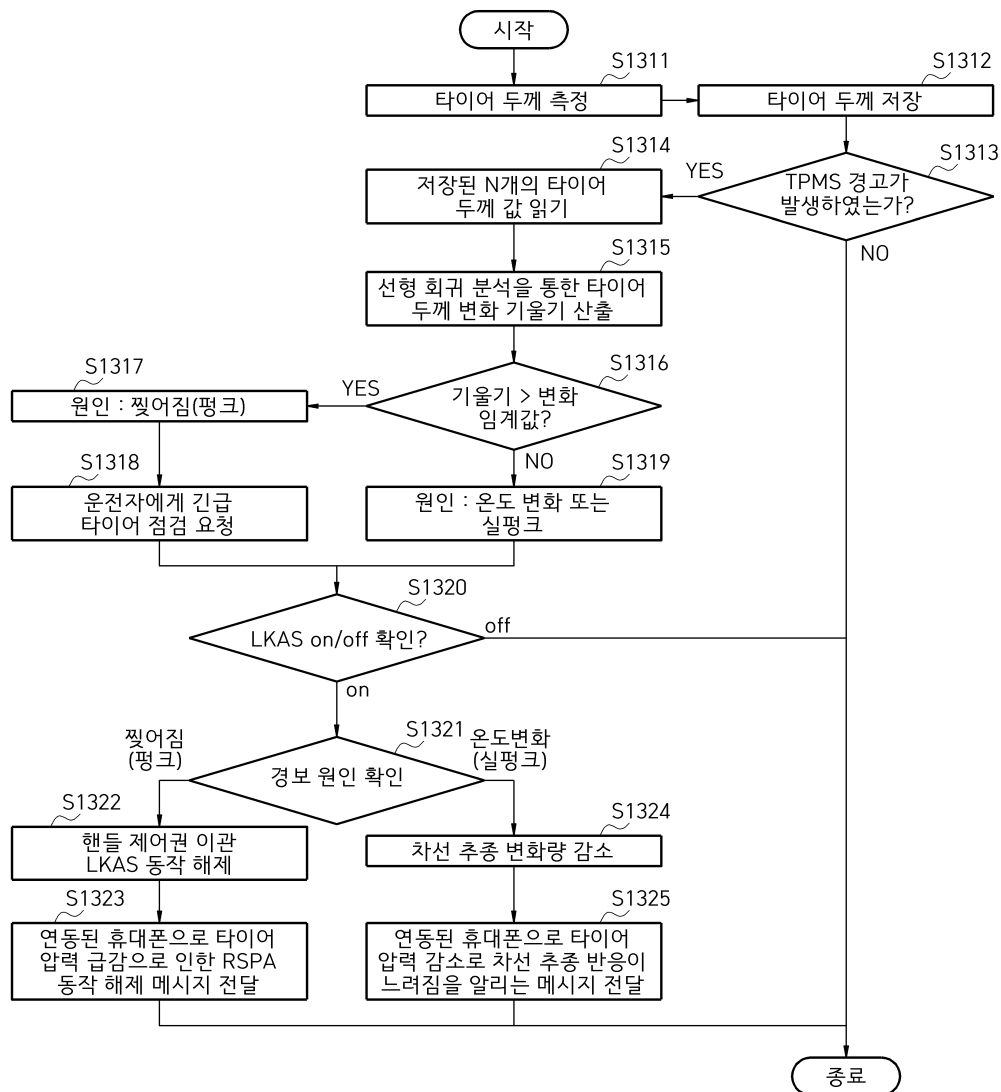 시작
S1311
타이어 두께 측정
S1312
타이어 두께 저장
S1313
TPMS 경고가
발생하였는가?
YES
NO
S1314
저장된 N개의 타이어
두께 값 읽기
S1315
선형 회귀 분석을 통한 타이어
두께 변화 기울기 산출
S1316
기울기 > 변화
임계값?
YES
NO
S1317
원인 : 찢어짐(펑크)
S1318
운전자에게 긴급
타이어 점검 요청
S1319
원인 : 온도 변화 또는
실펑크
S1320
LKAS on/off 확인?
off
on
S1321
경보 원인 확인
찢어짐
(펑크)
온도변화
(실펑크)
S1322
핸들 제어권 이관
LKAS 동작 해제
S1323
연동된 휴대폰으로 타이어
압력 급감으로 인한 RSPA
동작 해제 메시지 전달
S1324
차선 추종 변화량 감소
S1325
연동된 휴대폰으로 타이어
압력 감소로 차선 추종 반응이
느려짐을 알리는 메시지 전달
종료